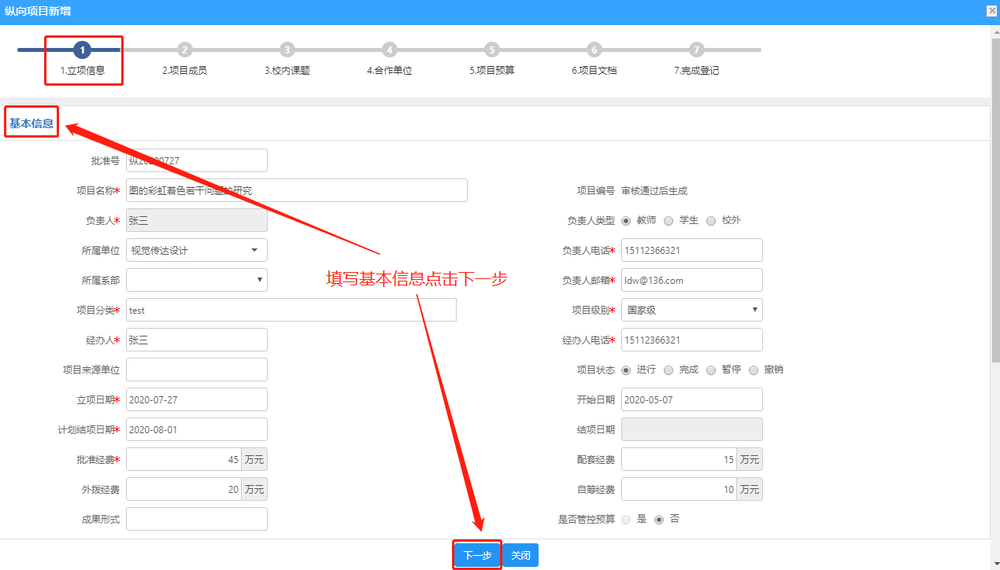 纵向项目新增
1 2 3 4 5 6 7
1.立项信息 2.项目成员 3.校内课题 4.合作单位 5.项目预算 6.项目文档 7.完成登记
基本信息
批准号 纵20200727
项目名称* 图的彩虹着色若干问题的研究 项目编号 审核通过后生成
负责人* 张三 负责人类型 教师 学生 校外
所属单位 视觉传达设计 负责人电话* 15112366321
填写基本信息点击下一步
所属系部 负责人邮箱* ldw@136.com
项目分类* test 项目级别* 国家级
经办人* 张三 经办人电话* 15112366321
项目来源单位 项目状态 进行 完成 暂停 撤销
立项日期* 2020-07-27 开始日期 2020-05-07
计划结项日期* 2020-08-01 结项日期
批准经费* 45 万元 配套经费 15 万元
外拨经费 20 万元 自筹经费 10 万元
成果形式 是否管控预算 是 否
下一步 关闭